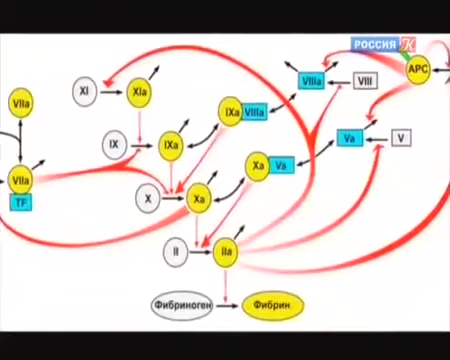 РОССИЯ К
XI
XIa
VIIIa
VIII
APC
VIIa
IXa VIIIa
IX
IXa
Va
V
Xa Va
VIIa
TF
X
Xa
II
IIa
Фибриноген
Фибрин